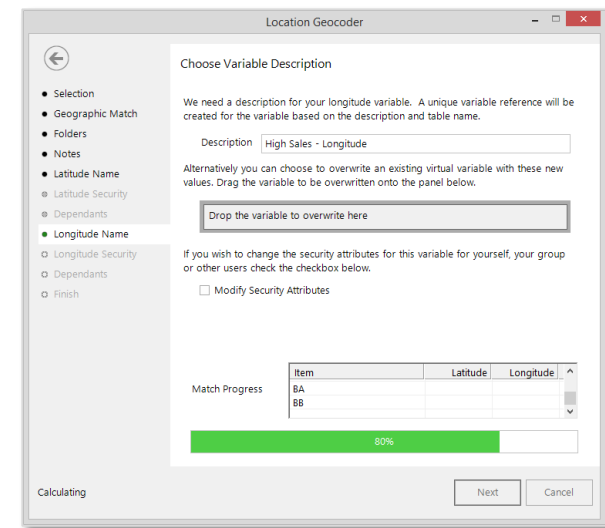 Location Geocoder
Choose Variable Description
Selection
Geographic Match
Folders
Notes
Latitude Name
Latitude Security
Dependants
Longitude Name
Longitude Security
Dependants
Finish
We need a description for your longitude variable. A unique variable reference will be
created for the variable based on the description and table name.
Description High Sales - Longitude
Alternatively you can choose to overwrite an existing virtual variable with these new
values. Drag the variable to be overwritten onto the panel below.
Drop the variable to overwrite here
If you wish to change the security attributes for this variable for yourself, your group
or other users check the checkbox below.
Modify Security Attributes
Match Progress
Item Latitude Longitude
BA
BB
80%
Calculating
Next Cancel